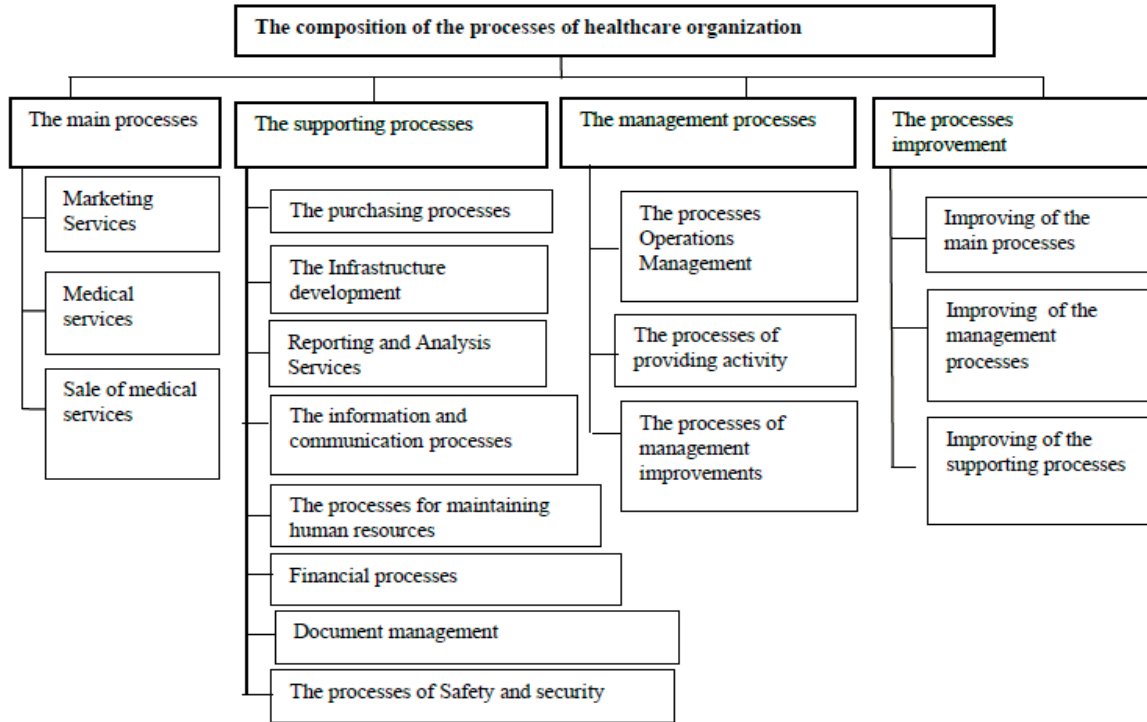 The composition of the processes of healthcare organization
The main processes
Marketing
Services
Medical
services
Sale of medical
services
The supporting processes
The purchasing processes
The Infrastructure
development
Reporting and Analysis
Services
The information and
communication processes
The processes for maintaining
human resources
Financial processes
Document management
The processes of Safety and security
The management processes
The processes
Operations
Management
The processes of
providing activity
The processes of
management
improvements
The processes
improvement
Improving of the
main processes
Improving of the
management
processes
Improving of the
supporting processes